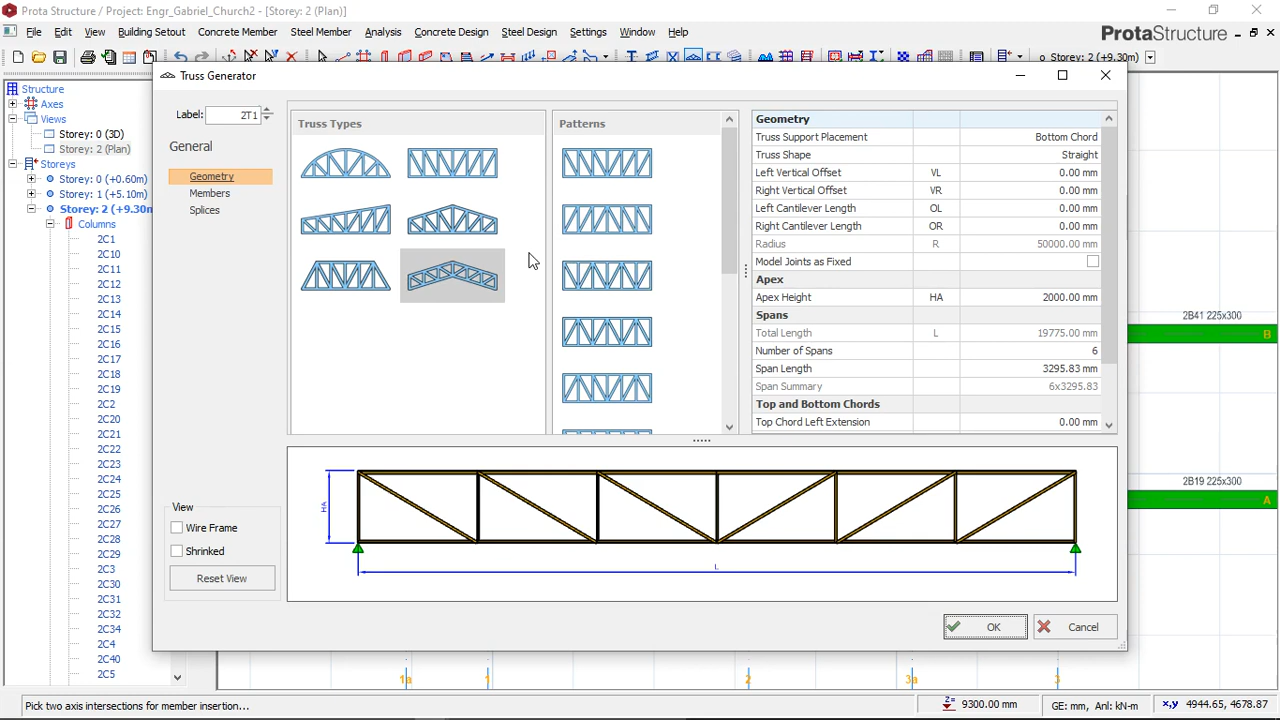 Prota Structure / Project: Engr_Gabriel_Church2 - [Storey: 2 (Plan)]
File Edit View Building Setout Concrete Member Steel Member Analysis Concrete Design Steel Design Settings Window Help
ProtaStructure
o Storey: 2 (+9.30m)
Truss Generator
Structure
Axes
Views
Storey: 0 (3D)
Storey: 2 (Plan)
Storeys
Storey: 0 (+0.60m)
Storey: 1 (+5.10m)
Storey: 2 (+9.30m
Columns
2C1
2C10
2C11
2C12
2C13
2C14
2C15
2C16
2C17
2C18
2C19
2C2
2C20
2C21
2C22
2C23
2C24
2C25
2C26
2C27
2C28
2C29
2C3
2C30
2C31
2C32
2C34
2C4
2C40
2C5
Label: 2T1
General
Geometry
Members
Splices
View
Wire Frame
Shrinked
Reset View
Truss Types
Patterns
Geometry
Truss Support Placement Bottom Chord
Truss Shape Straight
Left Vertical Offset VL 0.00 mm
Right Vertical Offset VR 0.00 mm
Left Cantilever Length OL 0.00 mm
Right Cantilever Length OR 0.00 mm
Radius R 50000.00 mm
Model Joints as Fixed
Apex
Apex Height HA 2000.00 mm
Spans
Total Length L 19775.00 mm
Number of Spans 6
Span Length 3295.83 mm
Span Summary 6x3295.83
Top and Bottom Chords
Top Chord Left Extension 0.00 mm
HA
L
OK
Cancel
2B41 225x300
B
2B19 225x300
A
1a 1 2 3a 3
Pick two axis intersections for member insertion...
Z= 9300.00 mm
GE: mm, Anl: kN-m
x,y 4944.65, 4678.87